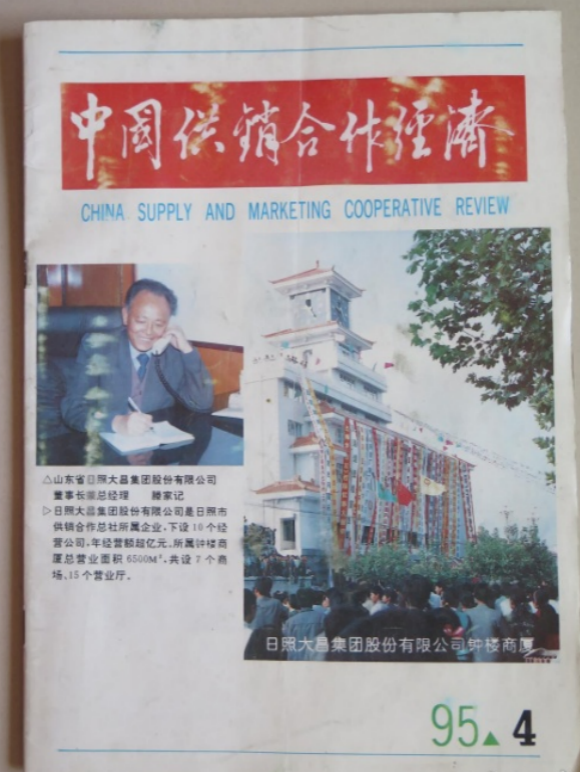 中國供銷合作經濟
CHINA SUPPLY AND MARKETING COOPERATIVE REVIEW
△山东省日照大昌集团股份有限公司
董事长兼总经理 滕家记
▷日照大昌集团股份有限公司是日照市
供销合作总社所属企业,下设10个经
营公司,年经营额超亿元。所属钟楼商
厦总营业面积6500M²,共设7个商
场、15个营业厅。
日照大昌集团股份有限公司钟楼商厦
95▲4